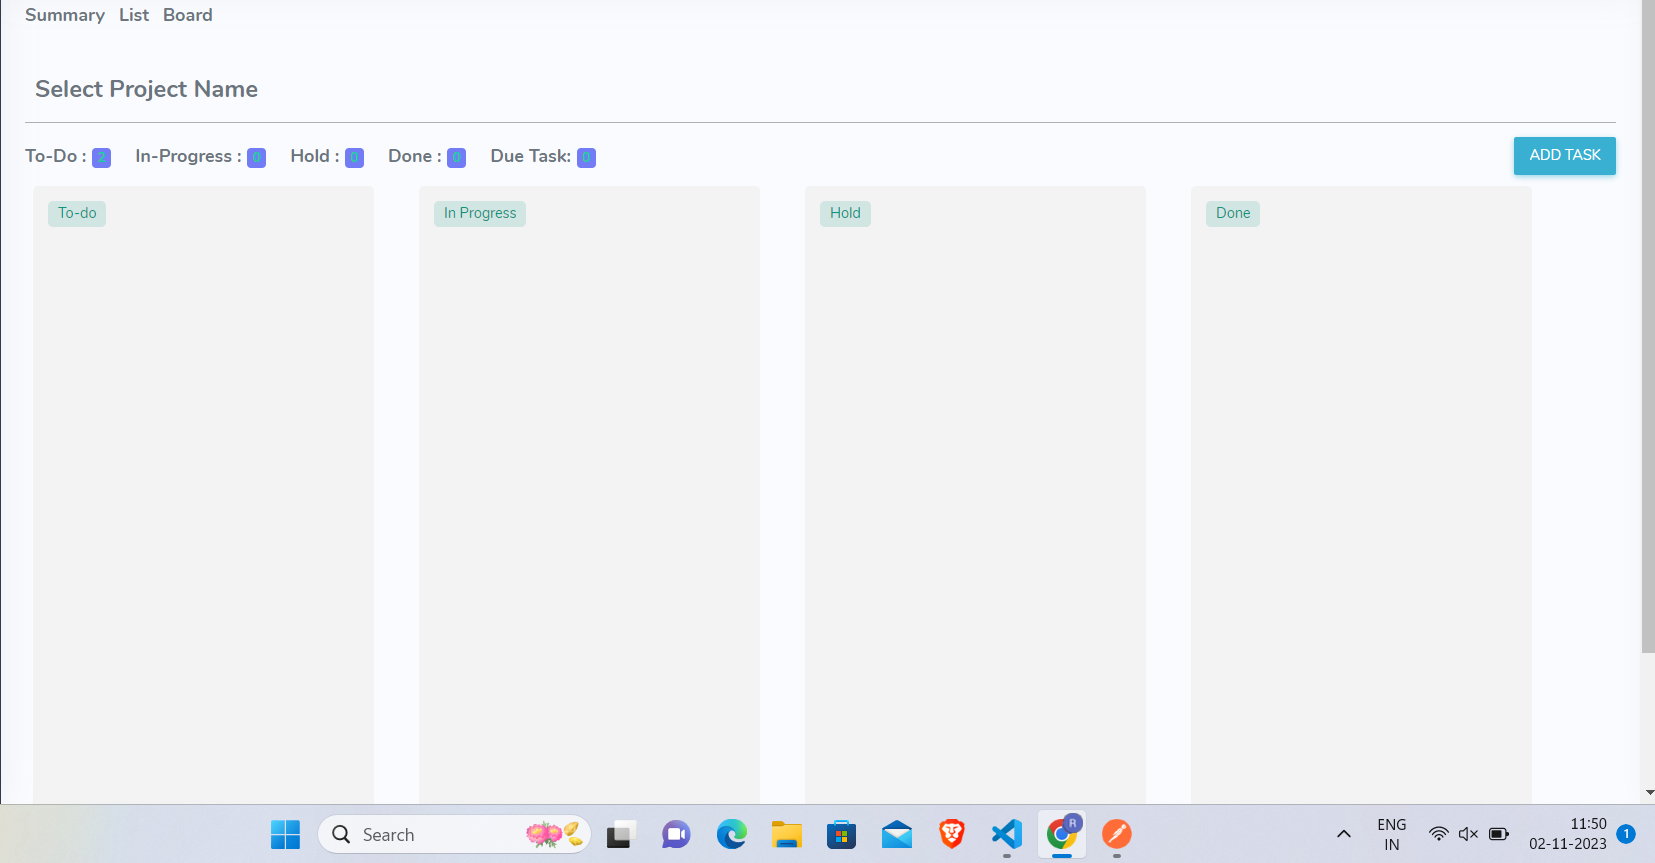 Summary List Board
Select Project Name
To-Do : 2 In-Progress : 0 Hold : 0 Done : 0 Due Task: 0 ADD TASK
To-do In Progress Hold Done
Search
R
ENG
IN
11:50
02-11-2023
1